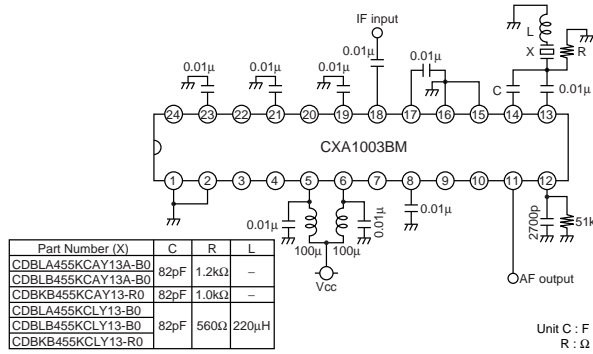 IF input
L
X
R
0.01µ
0.01µ
0.01µ
0.01µ
0.01µ
C
0.01µ
24 23 22 21 20 19 18 17 16 15 14 13
CXA1003BM
1 2 3 4 5 6 7 8 9 10 11 12
0.01µ
100µ
100µ
0.01µ
0.01µ
2700p
51k
Vcc
AF output
Part Number (X) C R L
CDBLA455KCAY13A-B0
CDBLB455KCAY13A-B0
82pF 1.2kΩ –
CDBKB455KCAY13-R0 82pF 1.0kΩ –
CDBLA455KCLY13-B0
CDBLB455KCLY13-B0
CDBKB455KCLY13-R0
82pF 560Ω 220µH
Unit C : F
R : Ω